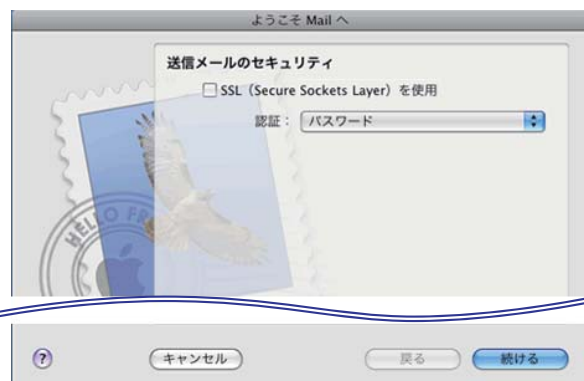 ようこそ Mail へ
送信メールのセキュリティ
SSL（Secure Sockets Layer）を使用
認証： パスワード
HELLO FR
?
キャンセル 戻る 続ける